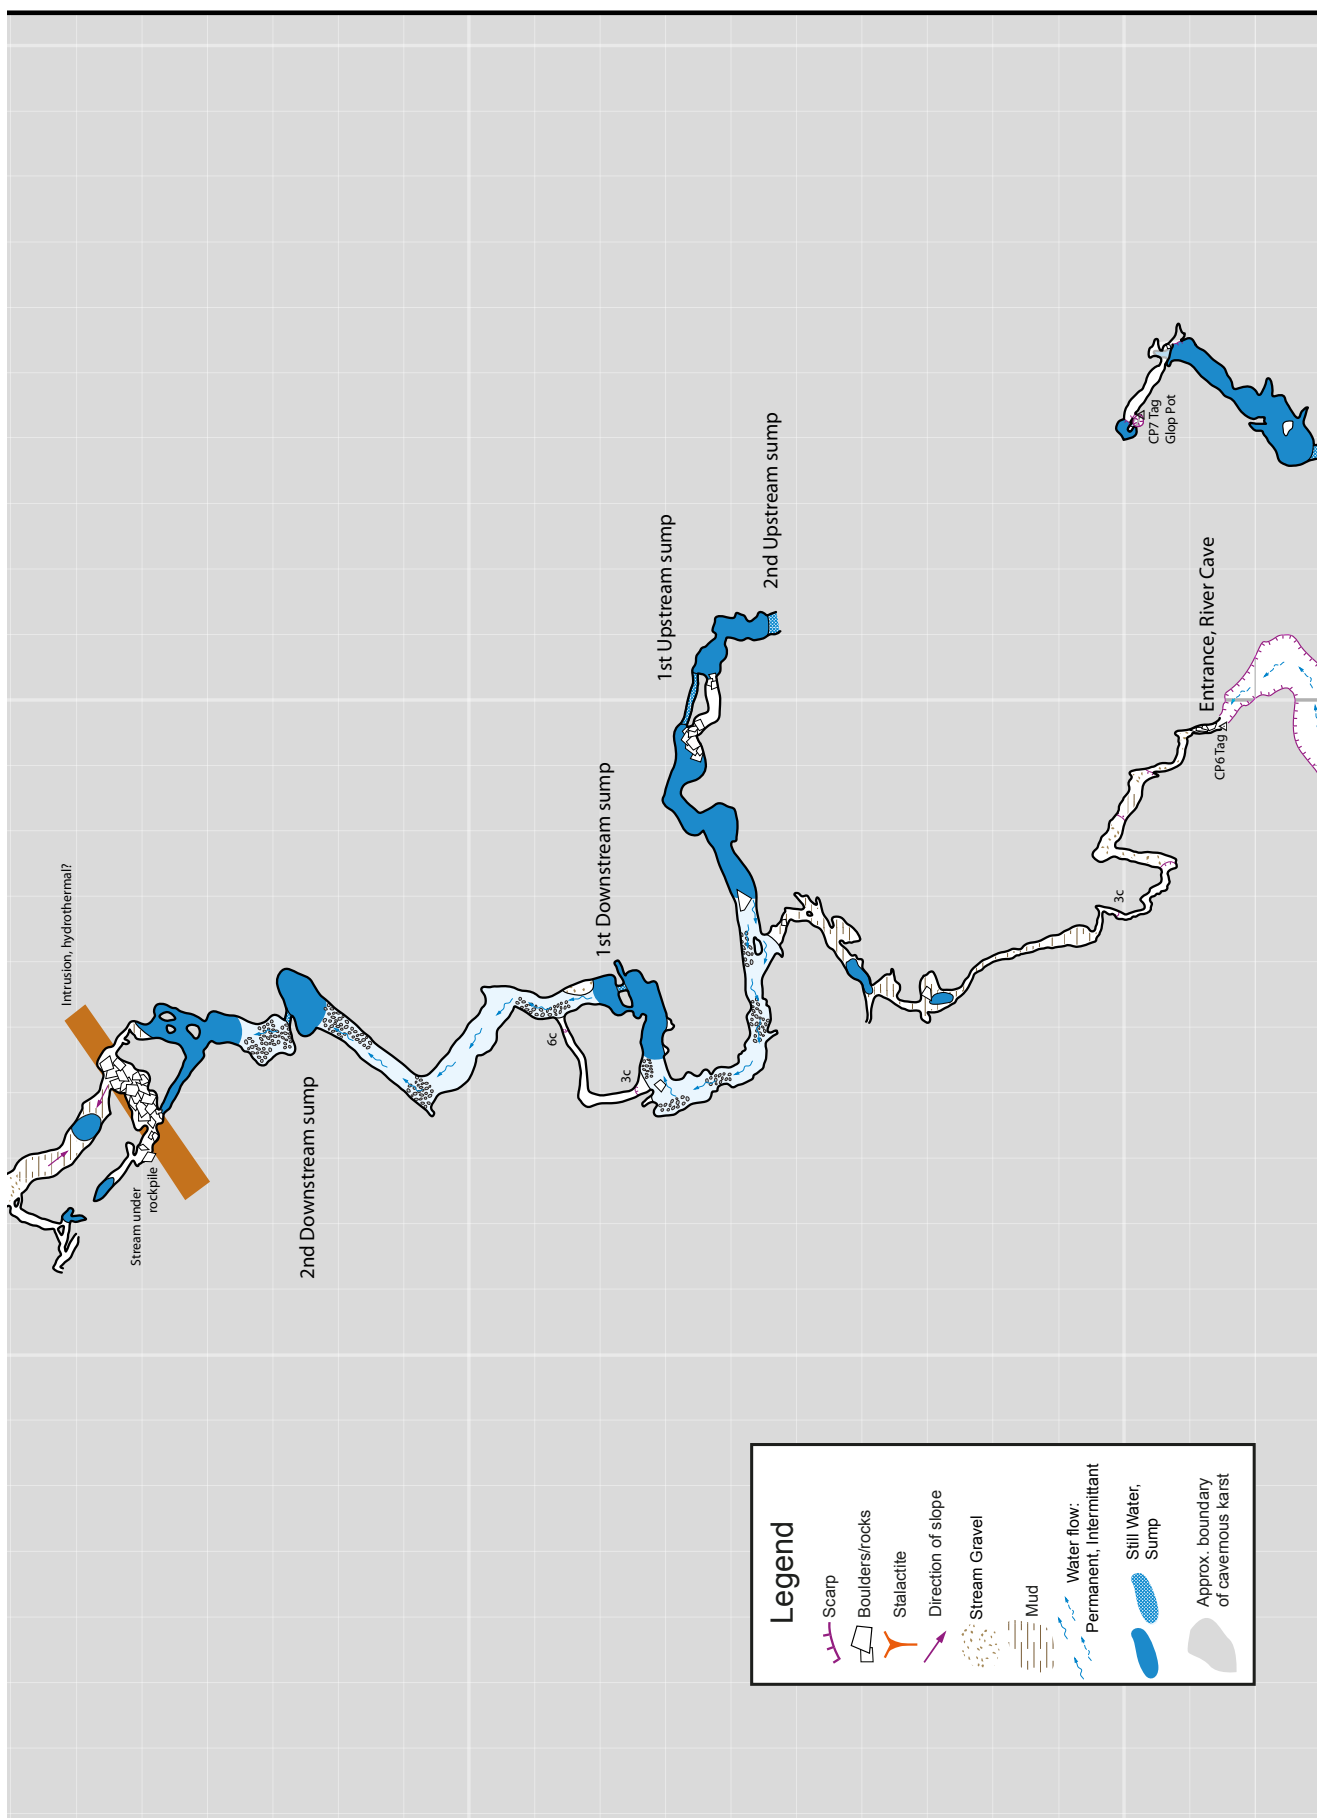 Intrusion, hydrothermal?
Stream under
rockpile
2nd Downstream sump
6c
3c
1st Downstream sump
1st Upstream sump
2nd Upstream sump
3c
CP7 Tag
Glop Pot
Entrance, River Cave
CP6 Tag
Legend
Scarp
Boulders/rocks
Stalactite
Direction of slope
Stream Gravel
Mud
Water flow:
Permanent, Intermittant
Still Water,
Sump
Approx. boundary
of cavernous karst